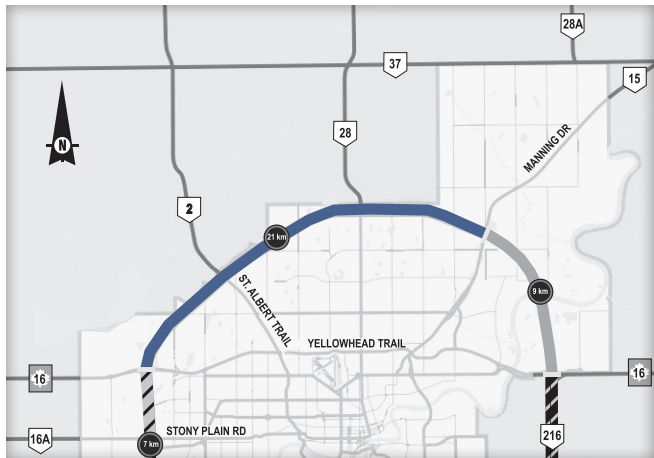 28A
37
15
28
MANNING DR
N
2
21 km
ST. ALBERT TRAIL
9 km
YELLOWHEAD TRAIL
16
16
16A
STONY PLAIN RD
7 km
216